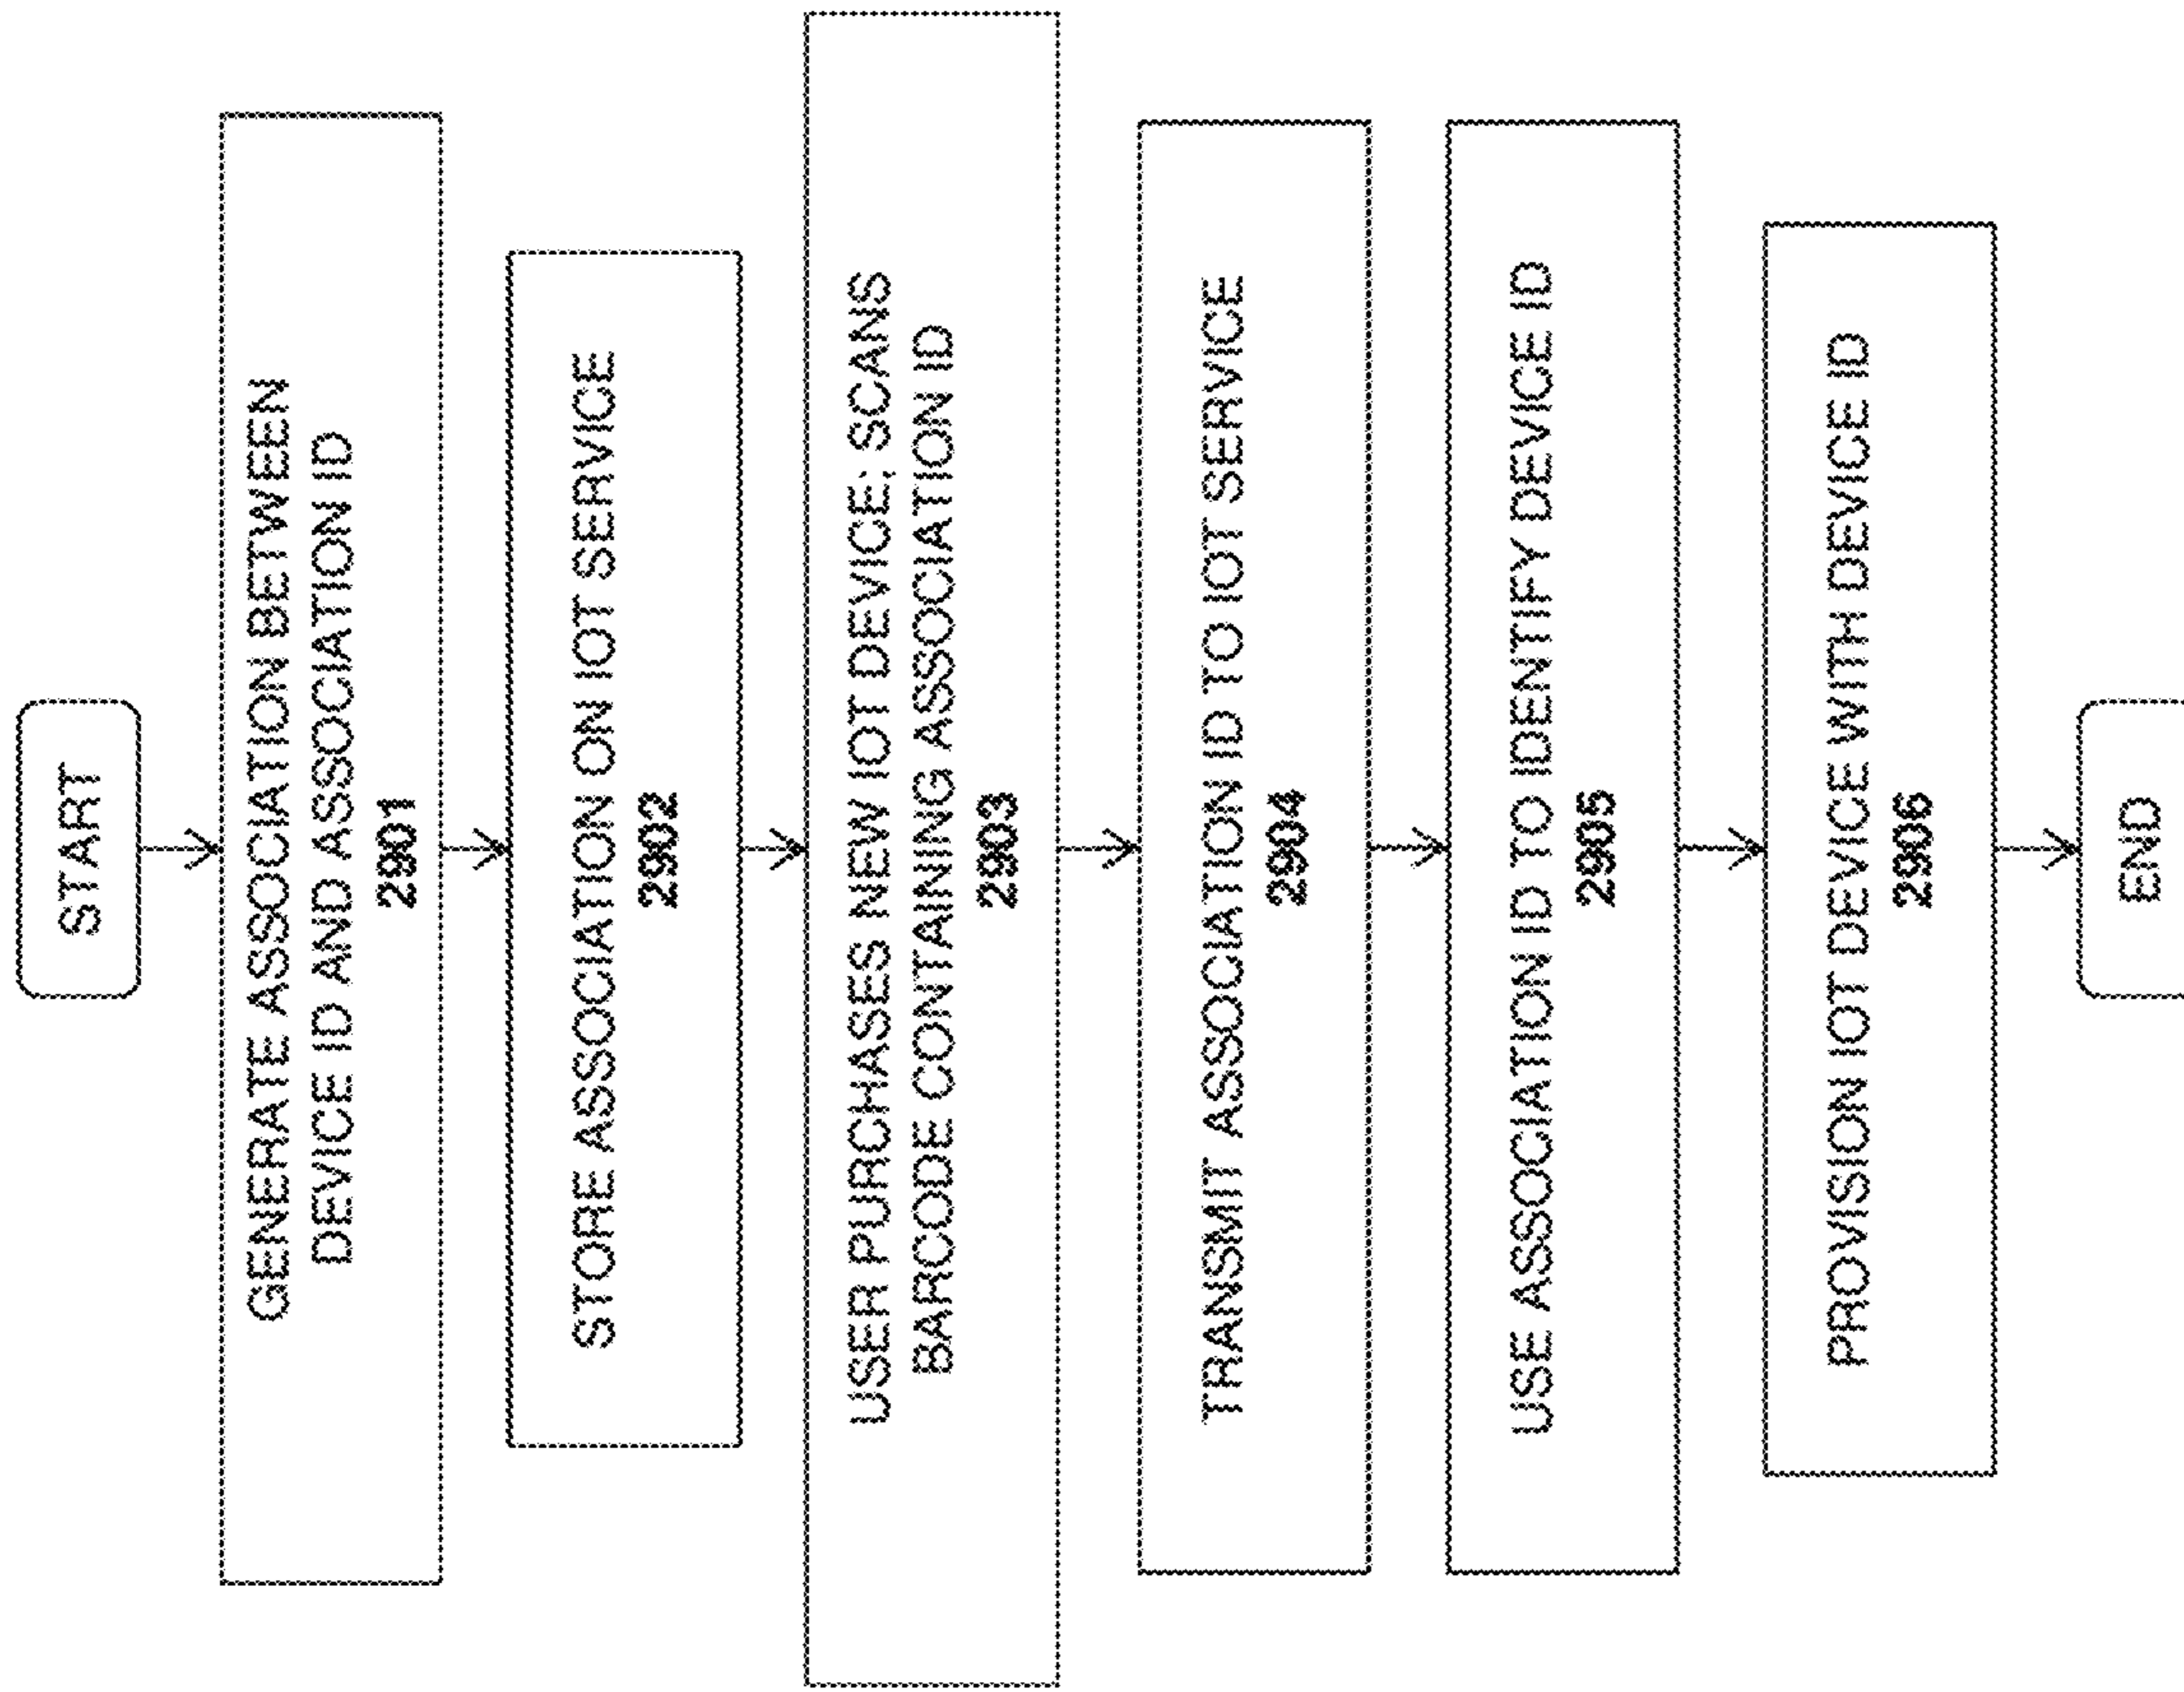 START
GENERATE ASSOCIATION BETWEEN
DEVICE ID AND ASSOCIATION ID
2901
STORE ASSOCIATION ON IOT SERVICE
2902
USER PURCHASES NEW IOT DEVICE; SCANS
BARCODE CONTAINING ASSOCIATION ID
2903
TRANSMIT ASSOCIATION ID TO IOT SERVICE
2904
USE ASSOCIATION ID TO IDENTIFY DEVICE ID
2905
PROVISION IOT DEVICE WITH DEVICE ID
2906
END